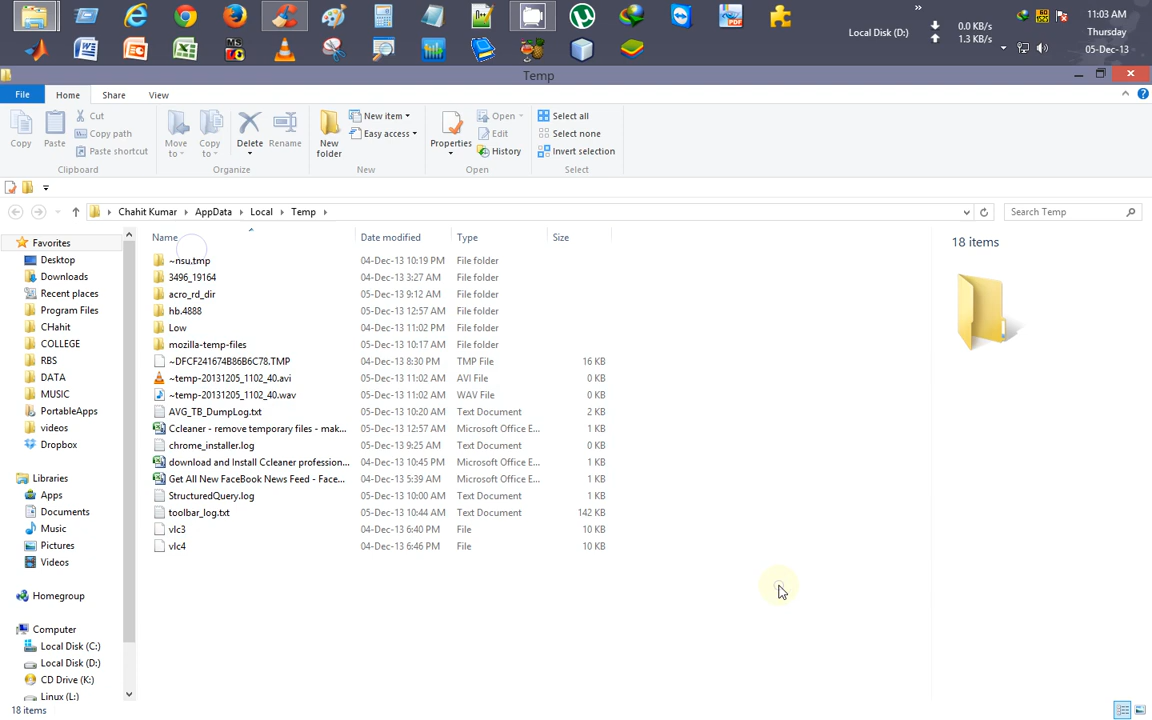 »
11:03 AM
Local Disk (D:)
0.0 KB/s
1.3 KB/s
Thursday
05-Dec-13
Temp
File Home Share View
Copy
Paste
Cut
Copy path
Paste shortcut
Move to
Copy to
Delete
Rename
New folder
New item
Easy access
Properties
Open
Edit
History
Select all
Select none
Invert selection
Clipboard Organize New Open Select
Chahit Kumar AppData Local Temp
Search Temp
Name Date modified Type Size
~nsu.tmp 04-Dec-13 10:19 PM File folder
3496_19164 04-Dec-13 3:27 AM File folder
acro_rd_dir 05-Dec-13 9:12 AM File folder
hb.4888 05-Dec-13 12:57 AM File folder
Low 04-Dec-13 11:02 PM File folder
mozilla-temp-files 05-Dec-13 10:17 AM File folder
~DFCF241674B86B6C78.TMP 04-Dec-13 8:30 PM TMP File 16 KB
~temp-20131205_1102_40.avi 05-Dec-13 11:02 AM AVI File 0 KB
~temp-20131205_1102_40.wav 05-Dec-13 11:02 AM WAV File 0 KB
AVG_TB_DumpLog.txt 05-Dec-13 10:20 AM Text Document 2 KB
Ccleaner - remove temporary files - mak... 05-Dec-13 12:57 AM Microsoft Office E... 1 KB
chrome_installer.log 05-Dec-13 9:25 AM Text Document 0 KB
download and Install Ccleaner profession... 04-Dec-13 10:45 PM Microsoft Office E... 1 KB
Get All New FaceBook News Feed - Face... 04-Dec-13 5:39 AM Microsoft Office E... 1 KB
StructuredQuery.log 05-Dec-13 10:00 AM Text Document 1 KB
toolbar_log.txt 05-Dec-13 10:44 AM Text Document 142 KB
vlc3 04-Dec-13 6:40 PM File 10 KB
vlc4 04-Dec-13 6:46 PM File 10 KB
18 items
Favorites
Desktop
Downloads
Recent places
Program Files
CHahit
COLLEGE
RBS
DATA
MUSIC
PortableApps
videos
Dropbox
Libraries
Apps
Documents
Music
Pictures
Videos
Homegroup
Computer
Local Disk (C:)
Local Disk (D:)
CD Drive (K:)
Linux (L:)
18 items